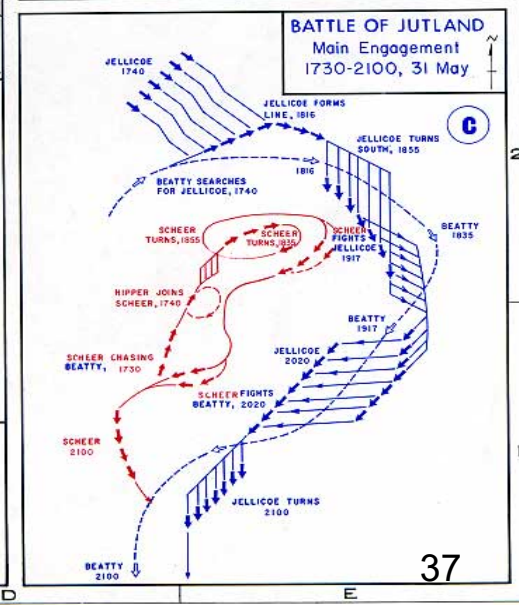 BATTLE OF JUTLAND
Main Engagement
1730-2100, 31 May
N
C
JELLICOE
1740
JELLICOE FORMS
LINE, 1816
JELLICOE TURNS
SOUTH, 1855
2
1816
BEATTY SEARCHES
FOR JELLICOE, 1740
BEATTY
1835
SCHEER
TURNS, 1855
SCHEER
TURNS, 1835
SCHEER
FIGHTS
JELLICOE
1917
HIPPER JOINS
SCHEER, 1740
BEATTY
1917
JELLICOE
2020
SCHEER CHASING
BEATTY, 1730
SCHEER FIGHTS
BEATTY, 2020
SCHEER
2100
JELLICOE TURNS
2100
BEATTY
2100
37
D
E